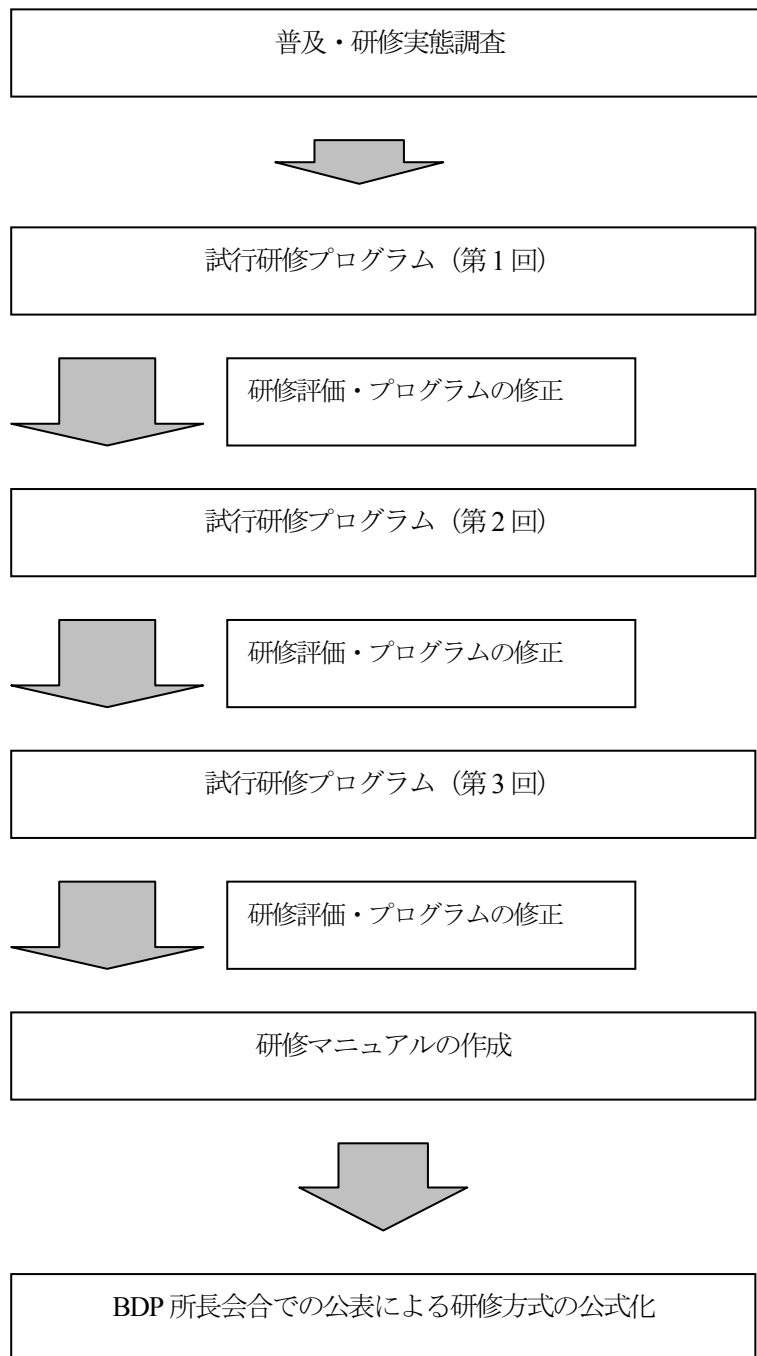 普及・研修実態調査
試行研修プログラム（第1回）
研修評価・プログラムの修正
試行研修プログラム（第2回）
研修評価・プログラムの修正
試行研修プログラム（第3回）
研修評価・プログラムの修正
研修マニュアルの作成
BDP 所長会合での公表による研修方式の公式化